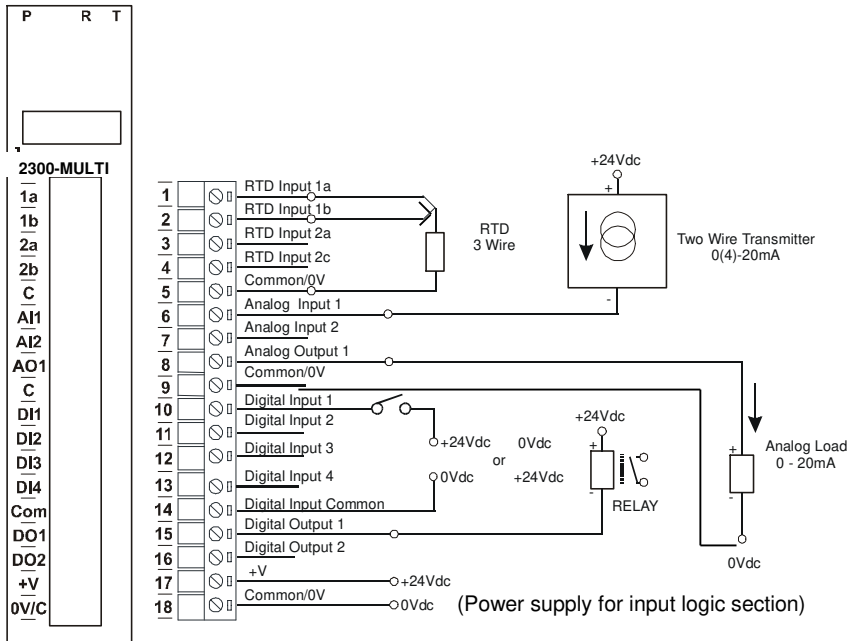 P R T
2300-MULTI
1a
1b
2a
2b
C
AI1
AI2
AO1
C
DI1
DI2
DI3
DI4
Com
DO1
DO2
+V
0V/C
1 RTD Input 1a
2 RTD Input 1b
3 RTD Input 2a
4 RTD Input 2c
5 Common/0V
6 Analog Input 1
7 Analog Input 2
8 Analog Output 1
9 Common/0V
10 Digital Input 1
11 Digital Input 2
12 Digital Input 3
13 Digital Input 4
14 Digital Input Common
15 Digital Output 1
16 Digital Output 2
17 +V
18 Common/0V
RTD
3 Wire
+24Vdc
+
-
Two Wire Transmitter
0(4)-20mA
+24Vdc 0Vdc
or
0Vdc +24Vdc
+24Vdc
+
-
RELAY
+
-
Analog Load
0 - 20mA
0Vdc
+24Vdc
0Vdc
(Power supply for input logic section)